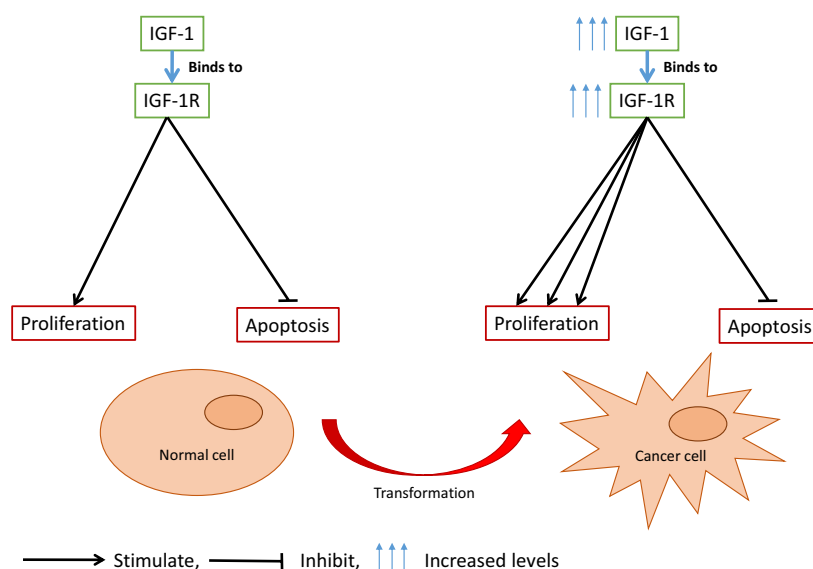 IGF-1
Binds to
IGF-1R
Proliferation
Apoptosis
Normal cell
IGF-1
Binds to
IGF-1R
Proliferation
Apoptosis
Cancer cell
Transformation
Stimulate, Inhibit, Increased levels